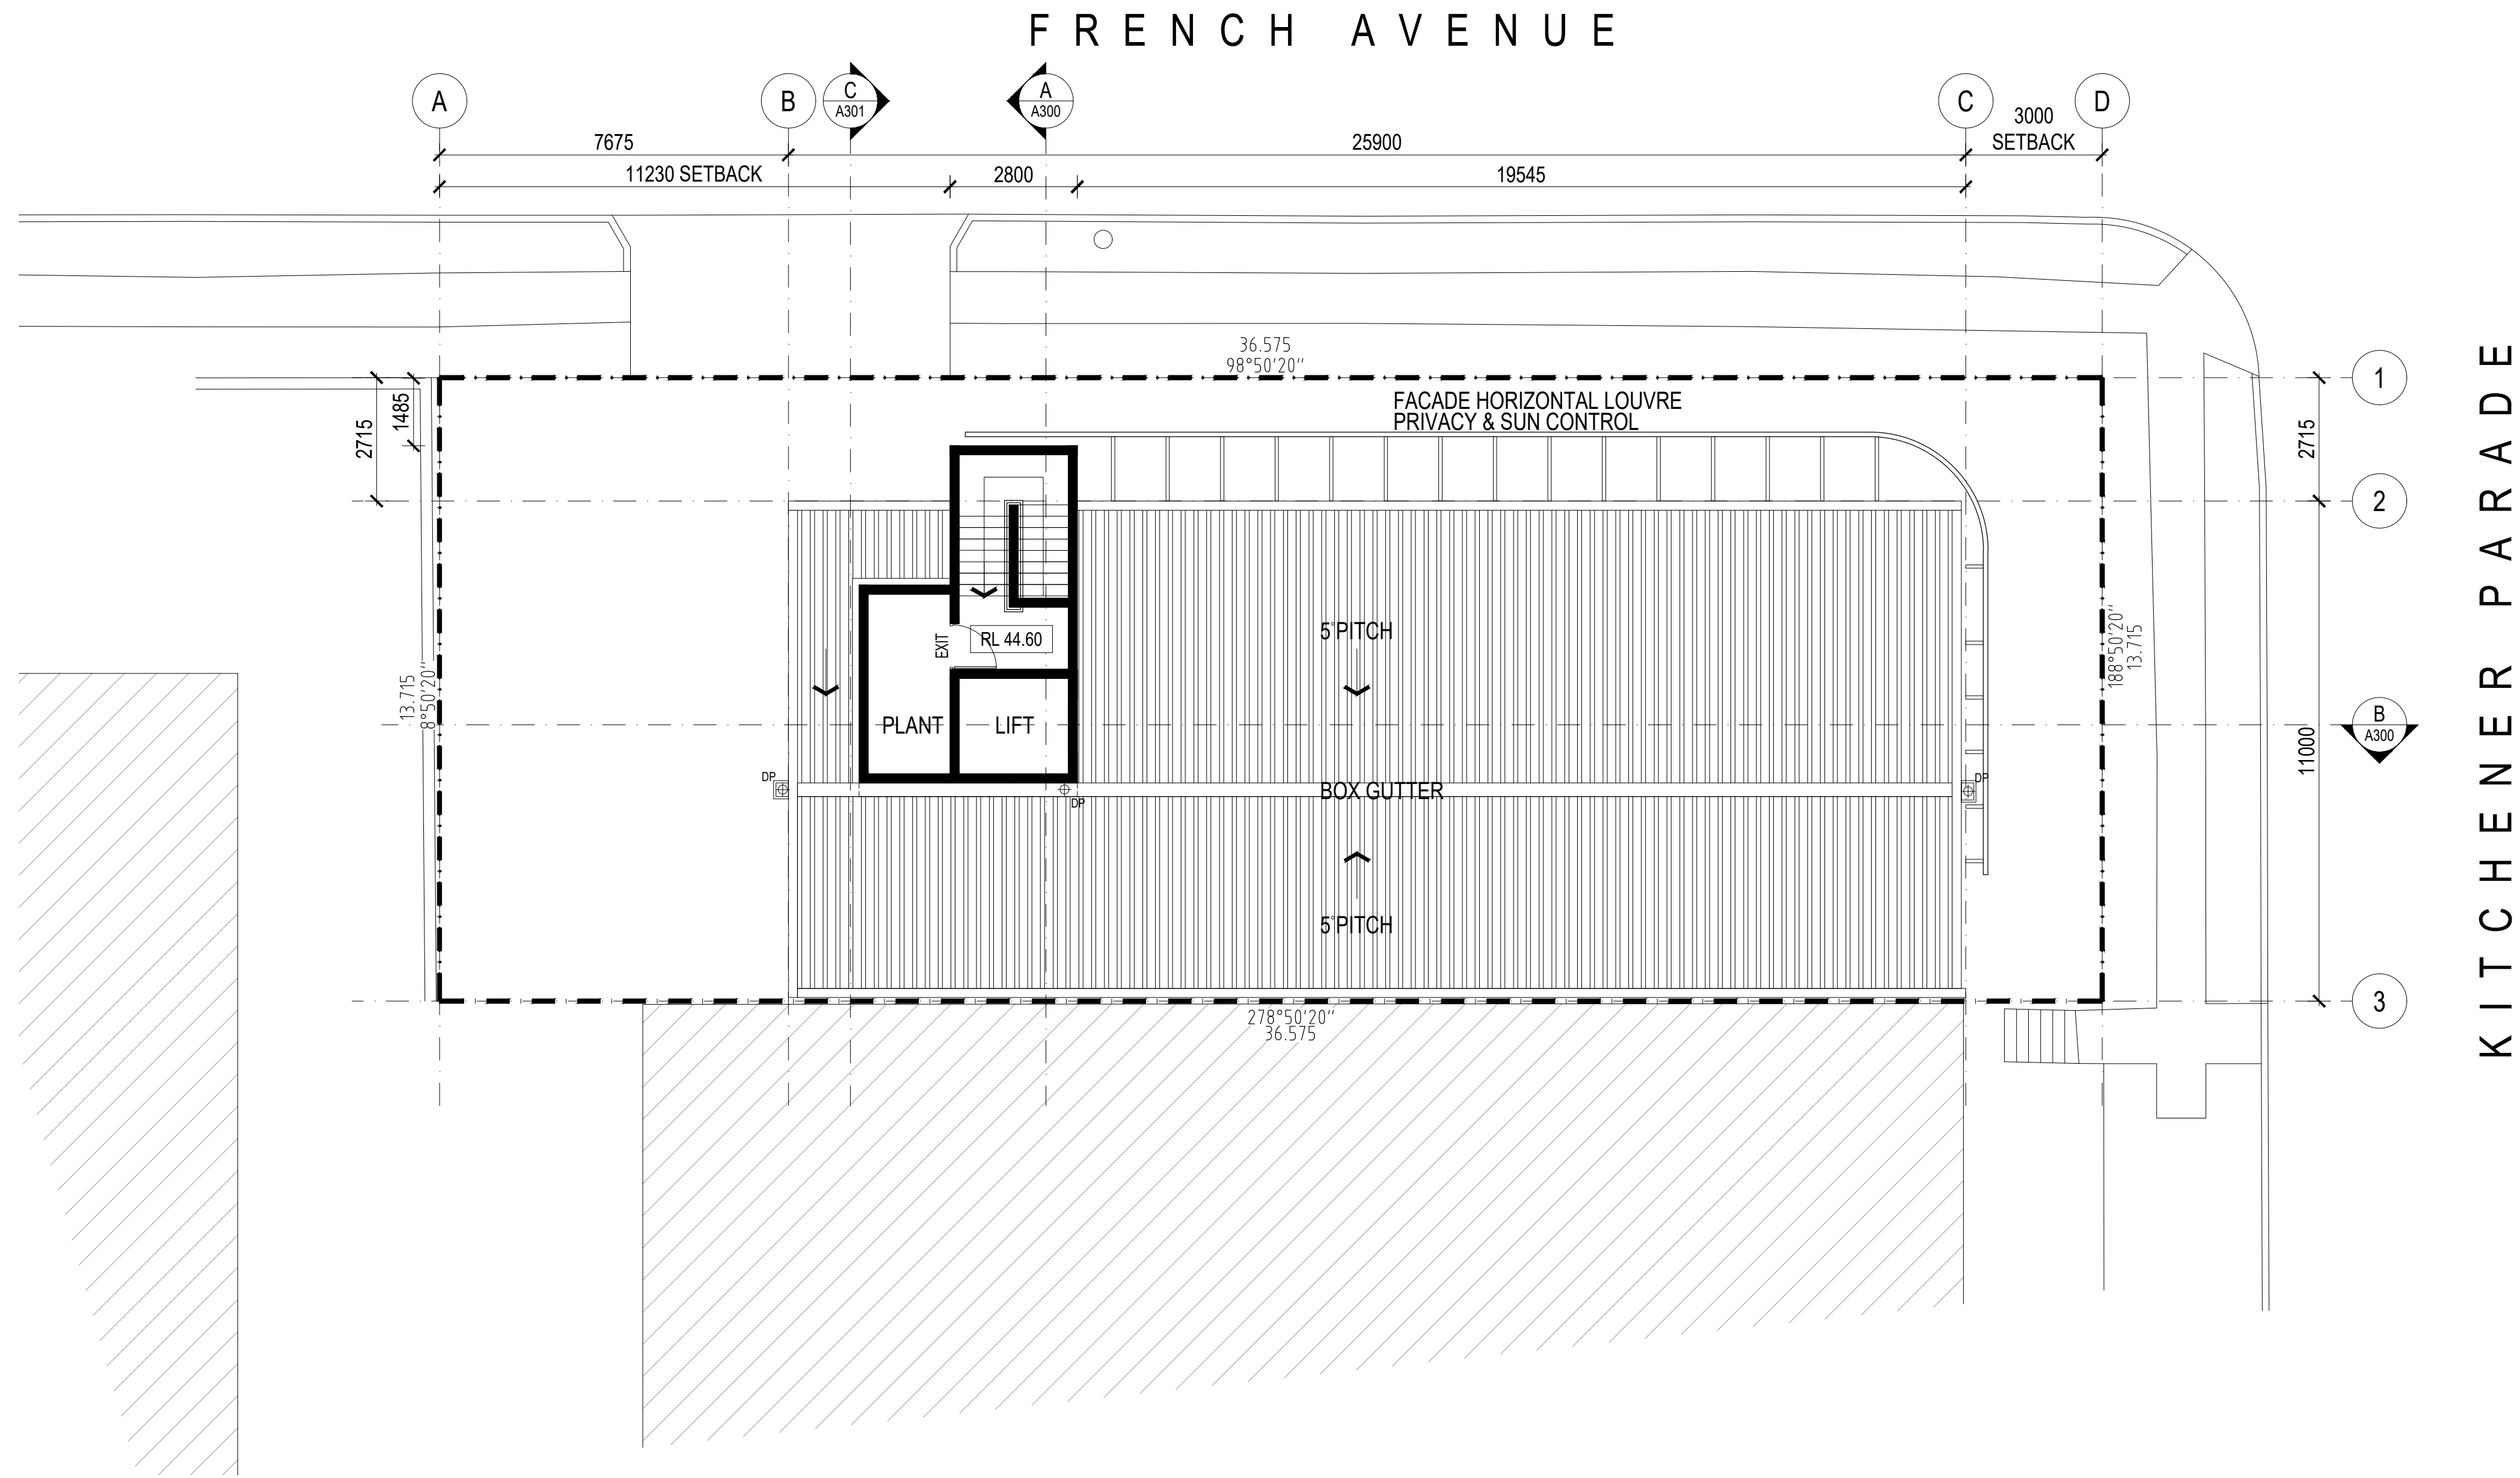 FRENCH AVENUE
A
B
C
A301
A
A300
C
D
3000
SETBACK
7675
25900
11230 SETBACK
2800
19545
36.575
98°50'20"
1
2715
1485
FACADE HORIZONTAL LOUVRE
PRIVACY & SUN CONTROL
2715
2
KITCHENER PARADE
EXIT
RL 44.60
5°PITCH
13.715
8°50'20"
188°50'20"
13.715
PLANT
LIFT
B
A300
11000
DP
BOX GUTTER
DP
DP
5°PITCH
3
278°50'20"
36.575